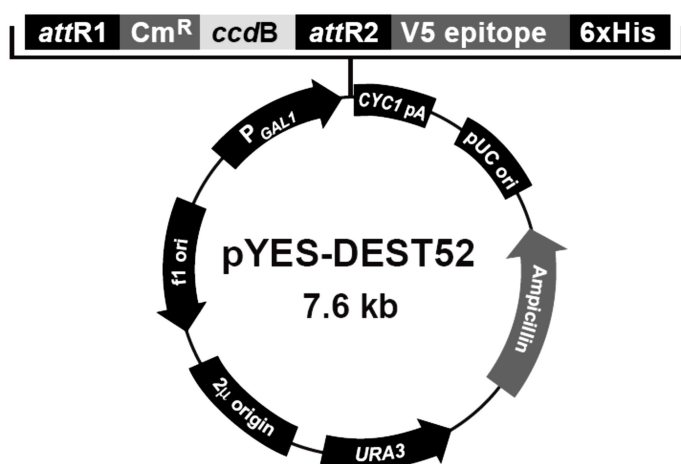 attR1 CmR ccdB attR2 V5 epitope 6xHis
PGAL1
CYC1 pA
pUC ori
Ampicillin
URA3
2μ origin
f1 ori
pYES-DEST52
7.6 kb